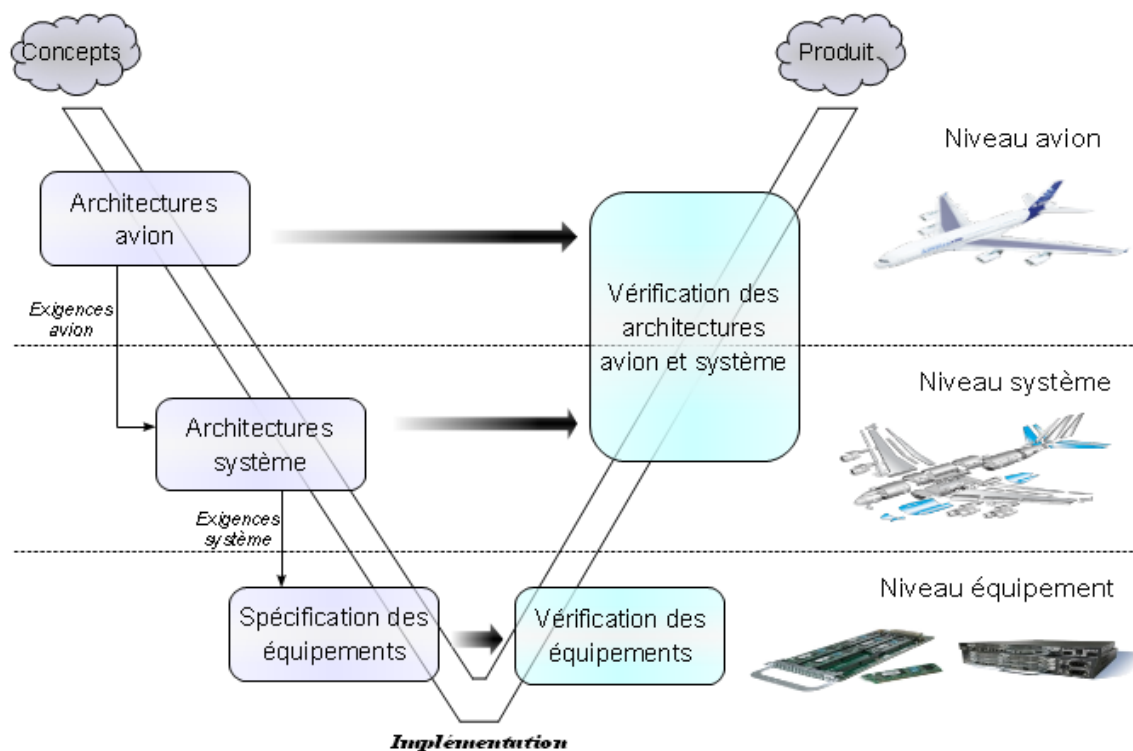 Concepts
Produit
Niveau avion
Architectures
avion
Exigences
avion
Vérification des
architectures
avion et système
Niveau système
Architectures
système
Exigences
système
Niveau équipement
Spécification des
équipements
Vérification des
équipements
Implémentation